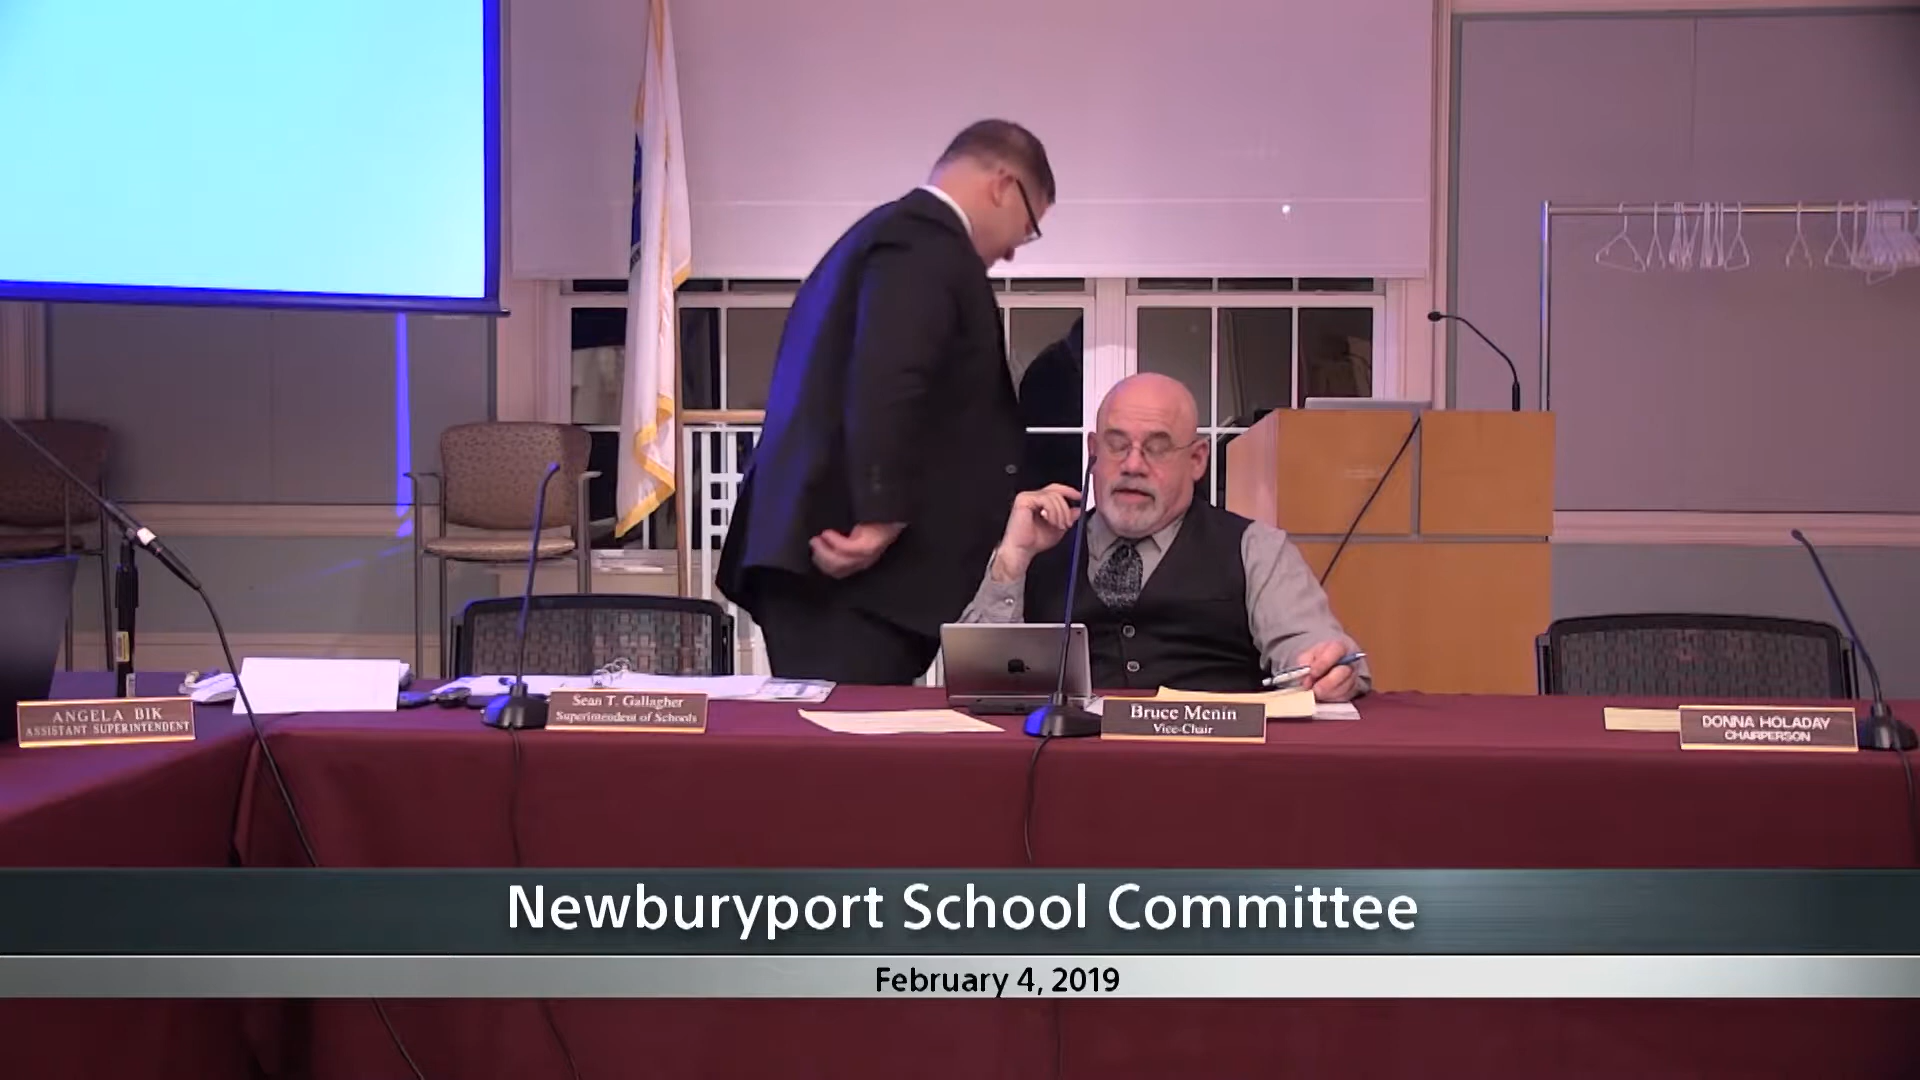 ANGELA BIK
ASSISTANT SUPERINTENDENT
Sean T. Gallagher
Superintendent of Schools
Bruce Menin
Vice-Chair
DONNA HOLADAY
CHAIRPERSON
Newburyport School Committee
February 4, 2019